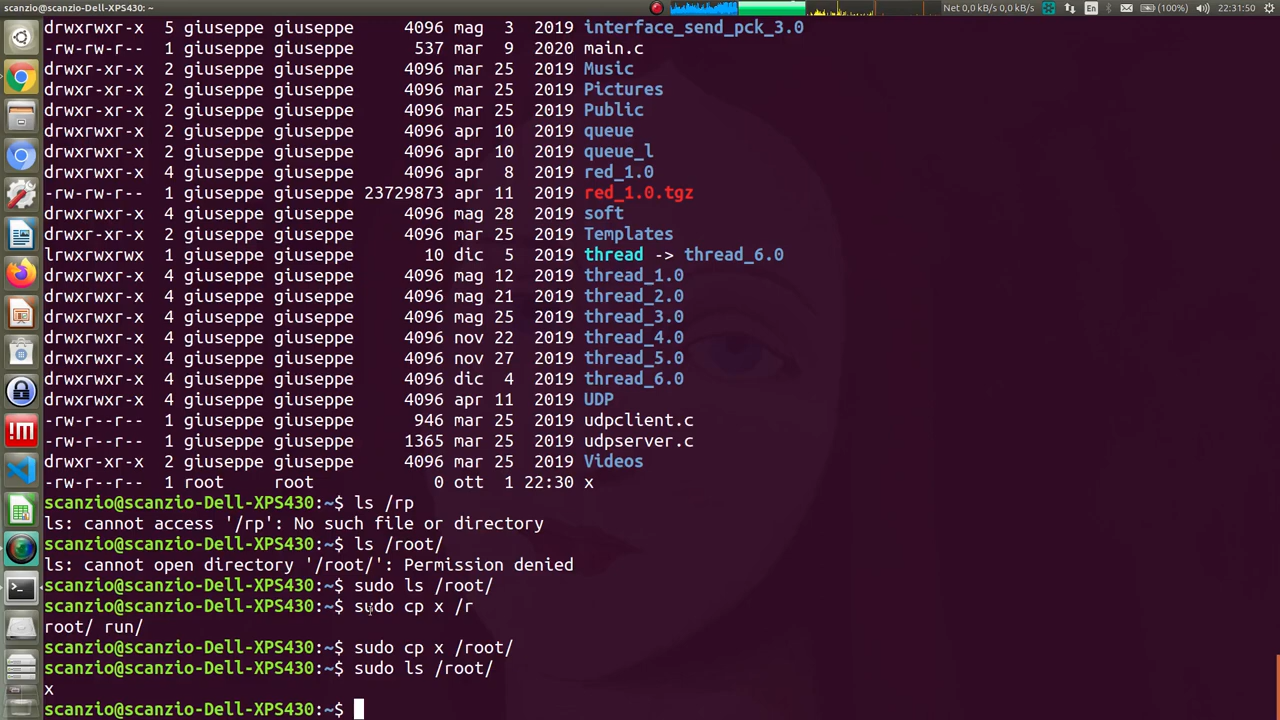 scanzio@scanzio-Dell-XPS430: ~
Net 0,0 kB/s 0,0 kB/s
En
(100%)
22:31:50
drwxrwxr-x 5 giuseppe giuseppe 4096 mag 3 2019 interface_send_pck_3.0
-rw-rw-r-- 1 giuseppe giuseppe 537 mar 9 2020 main.c
drwxr-xr-x 2 giuseppe giuseppe 4096 mar 25 2019 Music
drwxr-xr-x 2 giuseppe giuseppe 4096 mar 25 2019 Pictures
drwxr-xr-x 2 giuseppe giuseppe 4096 mar 25 2019 Public
drwxrwxr-x 2 giuseppe giuseppe 4096 apr 10 2019 queue
drwxrwxr-x 2 giuseppe giuseppe 4096 apr 10 2019 queue_l
drwxrwxr-x 4 giuseppe giuseppe 4096 apr 8 2019 red_1.0
-rw-rw-r-- 1 giuseppe giuseppe 23729873 apr 11 2019 red_1.0.tgz
drwxrwxr-x 4 giuseppe giuseppe 4096 mag 28 2019 soft
drwxr-xr-x 2 giuseppe giuseppe 4096 mar 25 2019 Templates
lrwxrwxrwx 1 giuseppe giuseppe 10 dic 5 2019 thread -> thread_6.0
drwxrwxr-x 4 giuseppe giuseppe 4096 mag 12 2019 thread_1.0
drwxrwxr-x 4 giuseppe giuseppe 4096 mag 21 2019 thread_2.0
drwxrwxr-x 4 giuseppe giuseppe 4096 mag 25 2019 thread_3.0
drwxrwxr-x 4 giuseppe giuseppe 4096 nov 22 2019 thread_4.0
drwxrwxr-x 4 giuseppe giuseppe 4096 nov 27 2019 thread_5.0
drwxrwxr-x 4 giuseppe giuseppe 4096 dic 4 2019 thread_6.0
drwxrwxr-x 4 giuseppe giuseppe 4096 apr 11 2019 UDP
-rw-r--r-- 1 giuseppe giuseppe 946 mar 25 2019 udpclient.c
-rw-r--r-- 1 giuseppe giuseppe 1365 mar 25 2019 udpserver.c
drwxr-xr-x 2 giuseppe giuseppe 4096 mar 25 2019 Videos
-rw-r--r-- 1 root root 0 ott 1 22:30 x
scanzio@scanzio-Dell-XPS430:~$ ls /rp
ls: cannot access '/rp': No such file or directory
scanzio@scanzio-Dell-XPS430:~$ ls /root/
ls: cannot open directory '/root/': Permission denied
scanzio@scanzio-Dell-XPS430:~$ sudo ls /root/
scanzio@scanzio-Dell-XPS430:~$ sudo cp x /r
root/ run/
scanzio@scanzio-Dell-XPS430:~$ sudo cp x /root/
scanzio@scanzio-Dell-XPS430:~$ sudo ls /root/
x
scanzio@scanzio-Dell-XPS430:~$